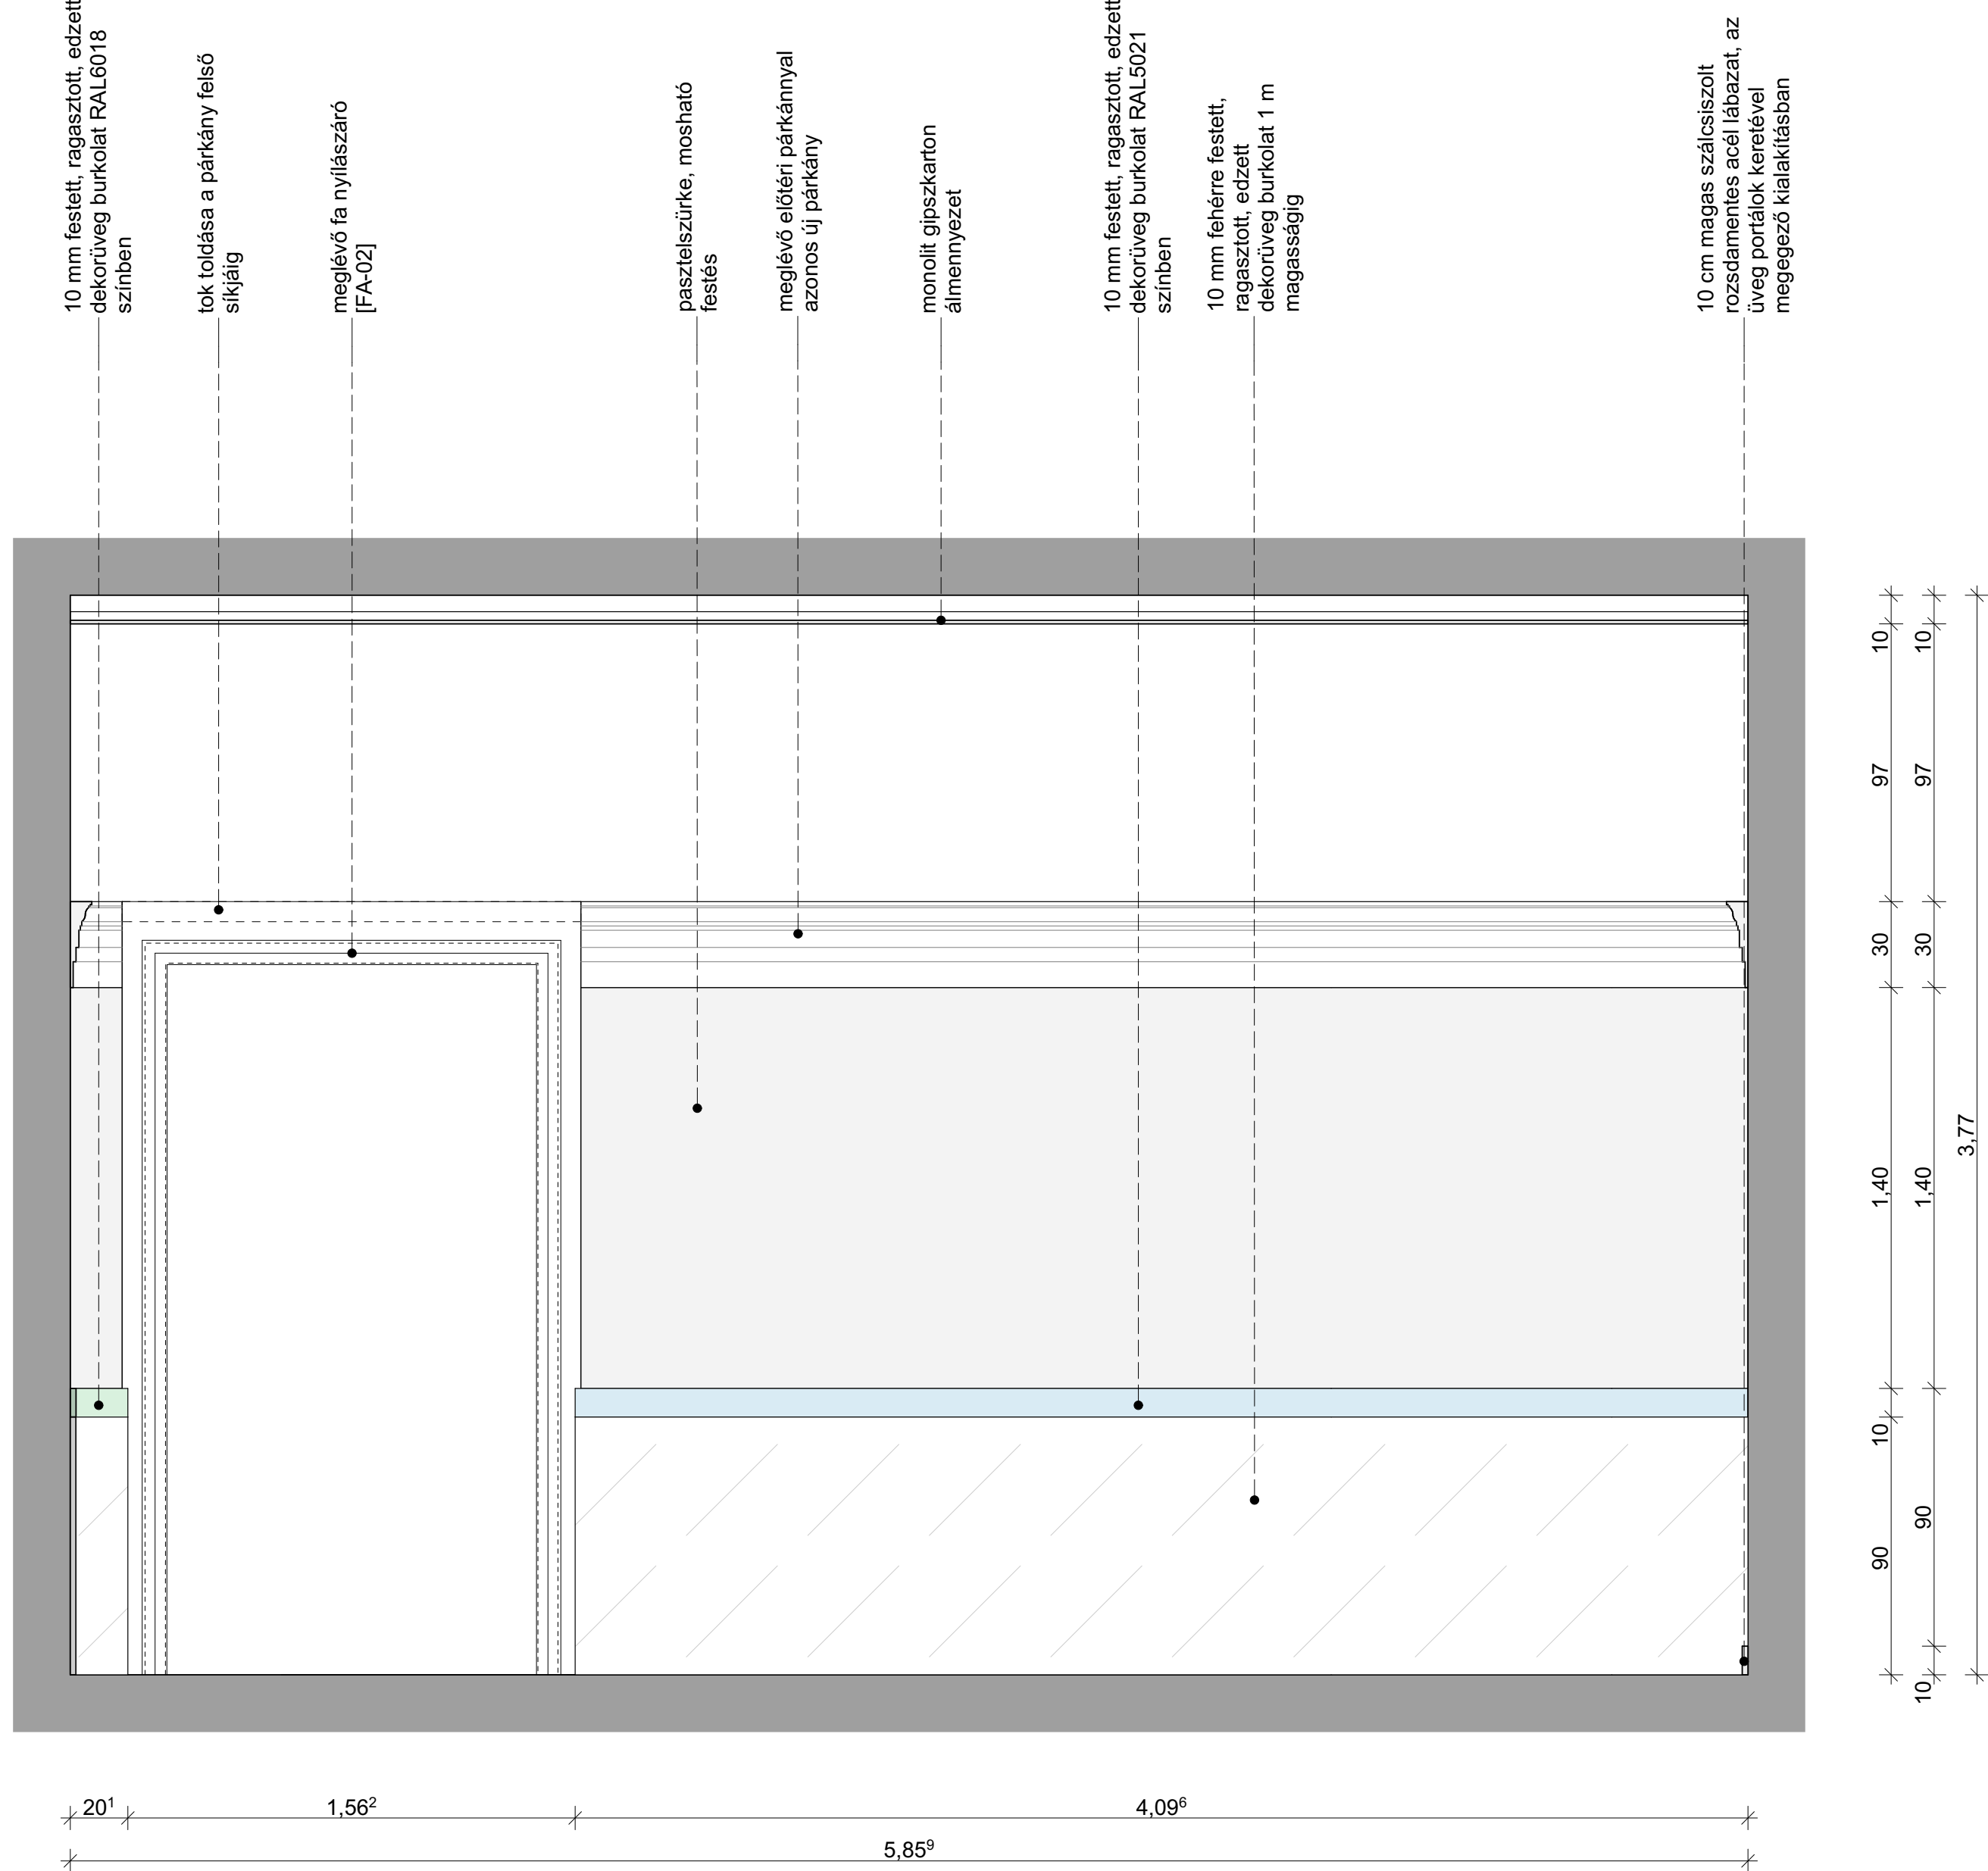 10 mm festett, ragasztott, edzett
dekorüveg burkolat RAL6018
színben
tok toldása a párkány felső
síkjáig
meglévő fa nyílászáró
[FA-02]
pasztelszürke, mosható
festés
meglévő előtéri párkánnyal
azonos új párkány
monolit gipszkarton
álmennyezet
10 mm festett, ragasztott, edzett
dekorüveg burkolat RAL5021
színben
10 mm fehérre festett,
ragasztott, edzett
dekorüveg burkolat 1 m
magasságig
10 cm magas szálcsiszolt
rozsdamentes acél lábazat, az
üveg portálok keretével
megegező kialakításban
10
97
30
1,40
10
90
10
97
30
1,40
90
10
3,77
20¹
1,56²
4,09⁶
5,85⁹